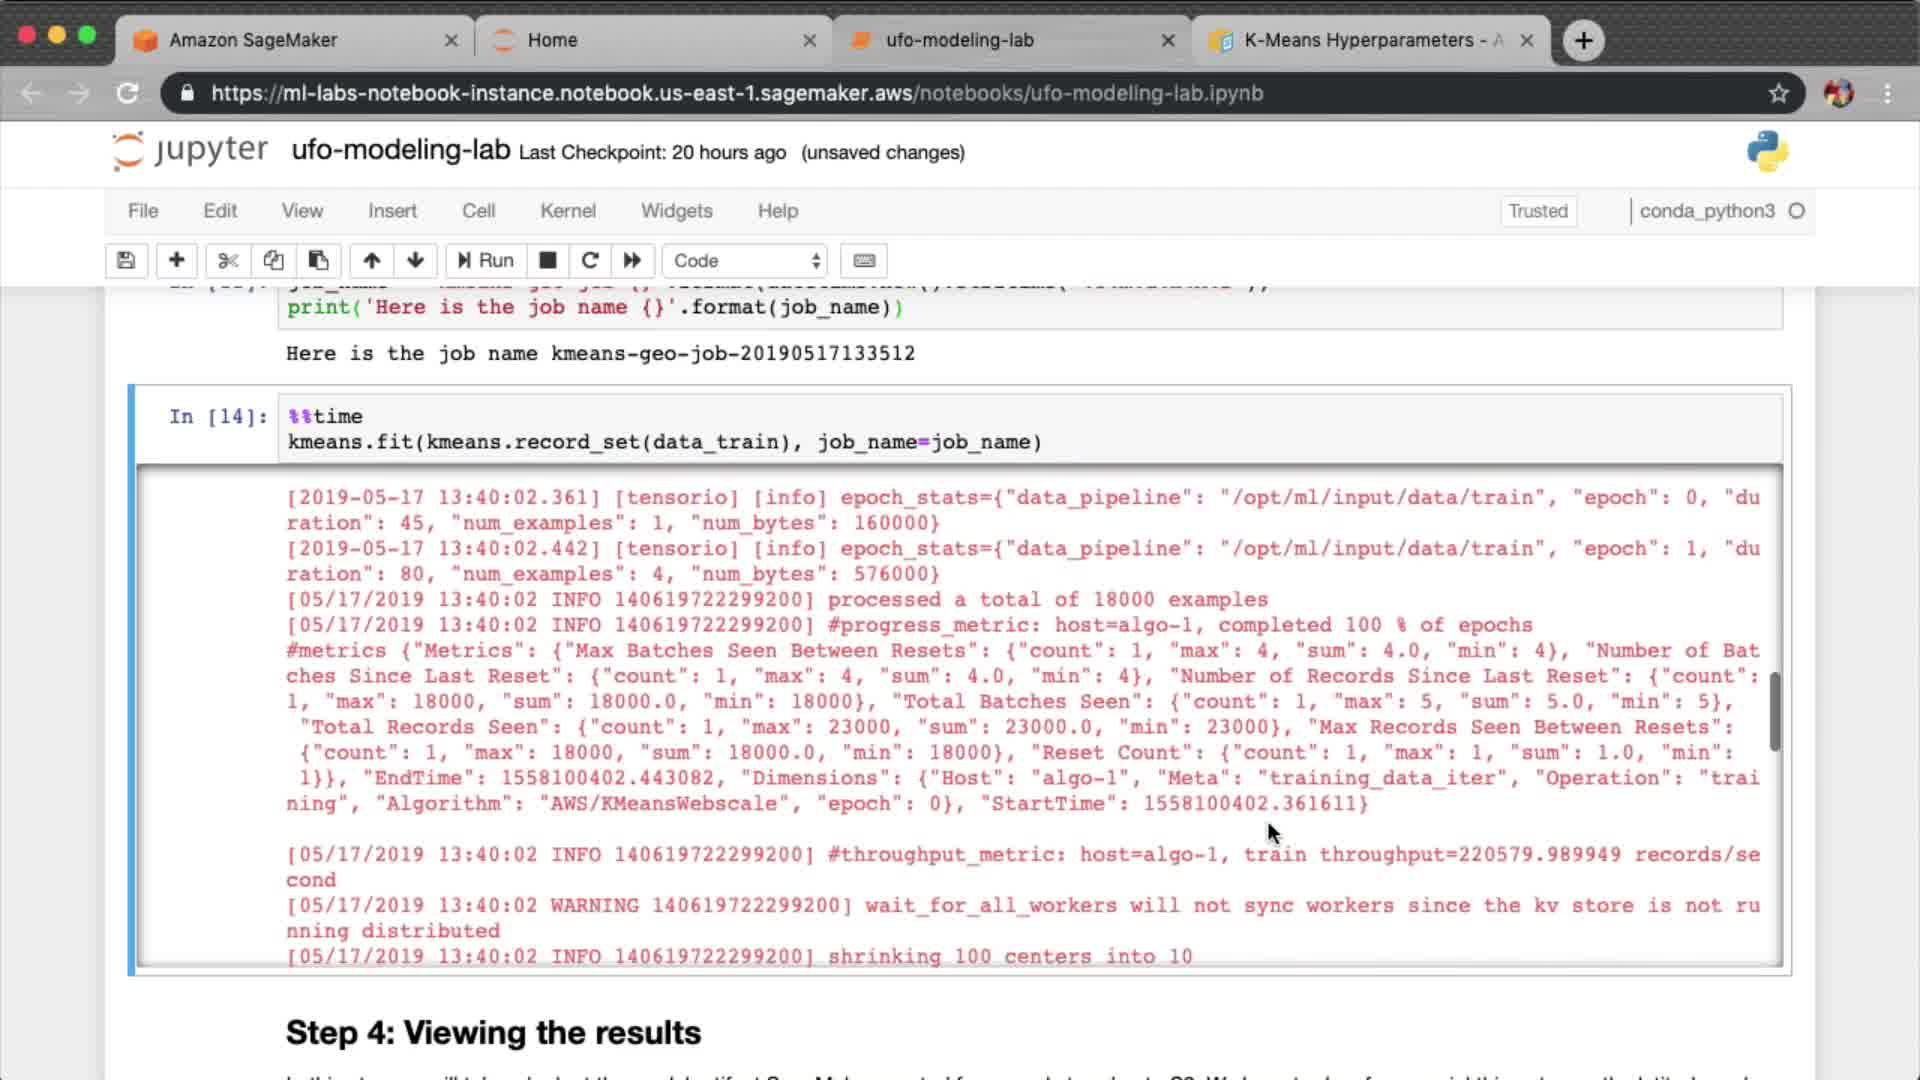 Amazon SageMaker
Home
ufo-modeling-lab
K-Means Hyperparameters - A
https://ml-labs-notebook-instance.notebook.us-east-1.sagemaker.aws/notebooks/ufo-modeling-lab.ipynb
jupyter ufo-modeling-lab Last Checkpoint: 20 hours ago (unsaved changes)
File Edit View Insert Cell Kernel Widgets Help Trusted conda_python3
Run Code
print('Here is the job name {}'.format(job_name))
Here is the job name kmeans-geo-job-20190517133512
In [14]: %%time
kmeans.fit(kmeans.record_set(data_train), job_name=job_name)
[2019-05-17 13:40:02.361] [tensorio] [info] epoch_stats={"data_pipeline": "/opt/ml/input/data/train", "epoch": 0, "du
ration": 45, "num_examples": 1, "num_bytes": 160000}
[2019-05-17 13:40:02.442] [tensorio] [info] epoch_stats={"data_pipeline": "/opt/ml/input/data/train", "epoch": 1, "du
ration": 80, "num_examples": 4, "num_bytes": 576000}
[05/17/2019 13:40:02 INFO 140619722299200] processed a total of 18000 examples
[05/17/2019 13:40:02 INFO 140619722299200] #progress_metric: host=algo-1, completed 100 % of epochs
#metrics {"Metrics": {"Max Batches Seen Between Resets": {"count": 1, "max": 4, "sum": 4.0, "min": 4}, "Number of Bat
ches Since Last Reset": {"count": 1, "max": 4, "sum": 4.0, "min": 4}, "Number of Records Since Last Reset": {"count":
1, "max": 18000, "sum": 18000.0, "min": 18000}, "Total Batches Seen": {"count": 1, "max": 5, "sum": 5.0, "min": 5},
"Total Records Seen": {"count": 1, "max": 23000, "sum": 23000.0, "min": 23000}, "Max Records Seen Between Resets":
{"count": 1, "max": 18000, "sum": 18000.0, "min": 18000}, "Reset Count": {"count": 1, "max": 1, "sum": 1.0, "min":
1}}, "EndTime": 1558100402.443082, "Dimensions": {"Host": "algo-1", "Meta": "training_data_iter", "Operation": "trai
ning", "Algorithm": "AWS/KMeansWebscale", "epoch": 0}, "StartTime": 1558100402.361611}
[05/17/2019 13:40:02 INFO 140619722299200] #throughput_metric: host=algo-1, train throughput=220579.989949 records/se
cond
[05/17/2019 13:40:02 WARNING 140619722299200] wait_for_all_workers will not sync workers since the kv store is not ru
nning distributed
[05/17/2019 13:40:02 INFO 140619722299200] shrinking 100 centers into 10
Step 4: Viewing the results